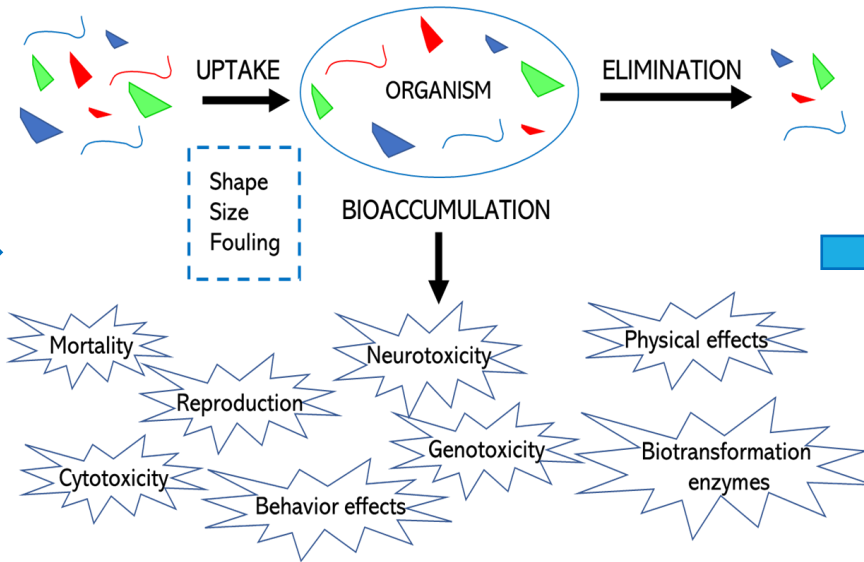 UPTAKE
ORGANISM
ELIMINATION
Shape
Size
Fouling
BIOACCUMULATION
Mortality
Neurotoxicity
Physical effects
Reproduction
Genotoxicity
Biotransformation
enzymes
Cytotoxicity
Behavior effects